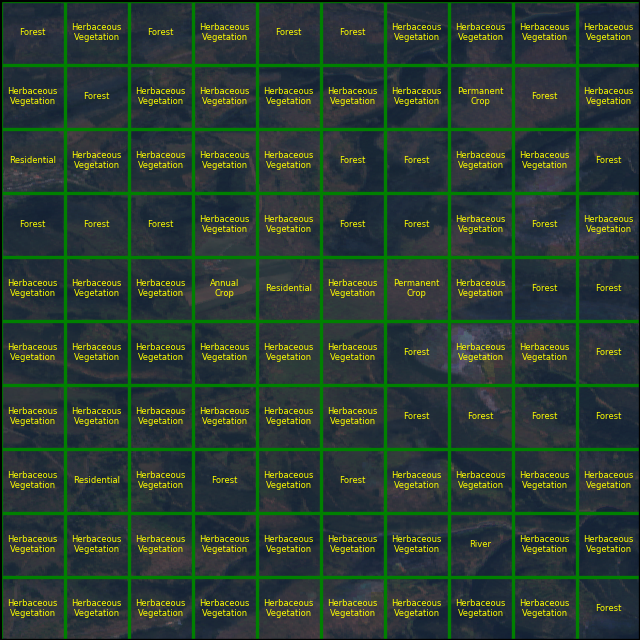 Forest Herbaceous Vegetation Forest Herbaceous Vegetation Forest Forest Herbaceous Vegetation Herbaceous Vegetation Herbaceous Vegetation Herbaceous Vegetation
Herbaceous Vegetation Forest Herbaceous Vegetation Herbaceous Vegetation Herbaceous Vegetation Herbaceous Vegetation Herbaceous Vegetation Permanent Crop Forest Herbaceous Vegetation
Residential Herbaceous Vegetation Herbaceous Vegetation Herbaceous Vegetation Herbaceous Vegetation Forest Forest Herbaceous Vegetation Herbaceous Vegetation Forest
Forest Forest Forest Herbaceous Vegetation Herbaceous Vegetation Forest Forest Herbaceous Vegetation Forest Herbaceous Vegetation
Herbaceous Vegetation Herbaceous Vegetation Herbaceous Vegetation Annual Crop Residential Herbaceous Vegetation Permanent Crop Herbaceous Vegetation Forest Forest
Herbaceous Vegetation Herbaceous Vegetation Herbaceous Vegetation Herbaceous Vegetation Herbaceous Vegetation Herbaceous Vegetation Forest Herbaceous Vegetation Herbaceous Vegetation Forest
Herbaceous Vegetation Herbaceous Vegetation Herbaceous Vegetation Herbaceous Vegetation Herbaceous Vegetation Herbaceous Vegetation Forest Forest Forest Forest
Herbaceous Vegetation Residential Herbaceous Vegetation Forest Herbaceous Vegetation Forest Herbaceous Vegetation Herbaceous Vegetation Herbaceous Vegetation Herbaceous Vegetation
Herbaceous Vegetation Herbaceous Vegetation Herbaceous Vegetation Herbaceous Vegetation Herbaceous Vegetation Herbaceous Vegetation Herbaceous Vegetation River Herbaceous Vegetation Herbaceous Vegetation
Herbaceous Vegetation Herbaceous Vegetation Herbaceous Vegetation Herbaceous Vegetation Herbaceous Vegetation Herbaceous Vegetation Herbaceous Vegetation Herbaceous Vegetation Herbaceous Vegetation Forest